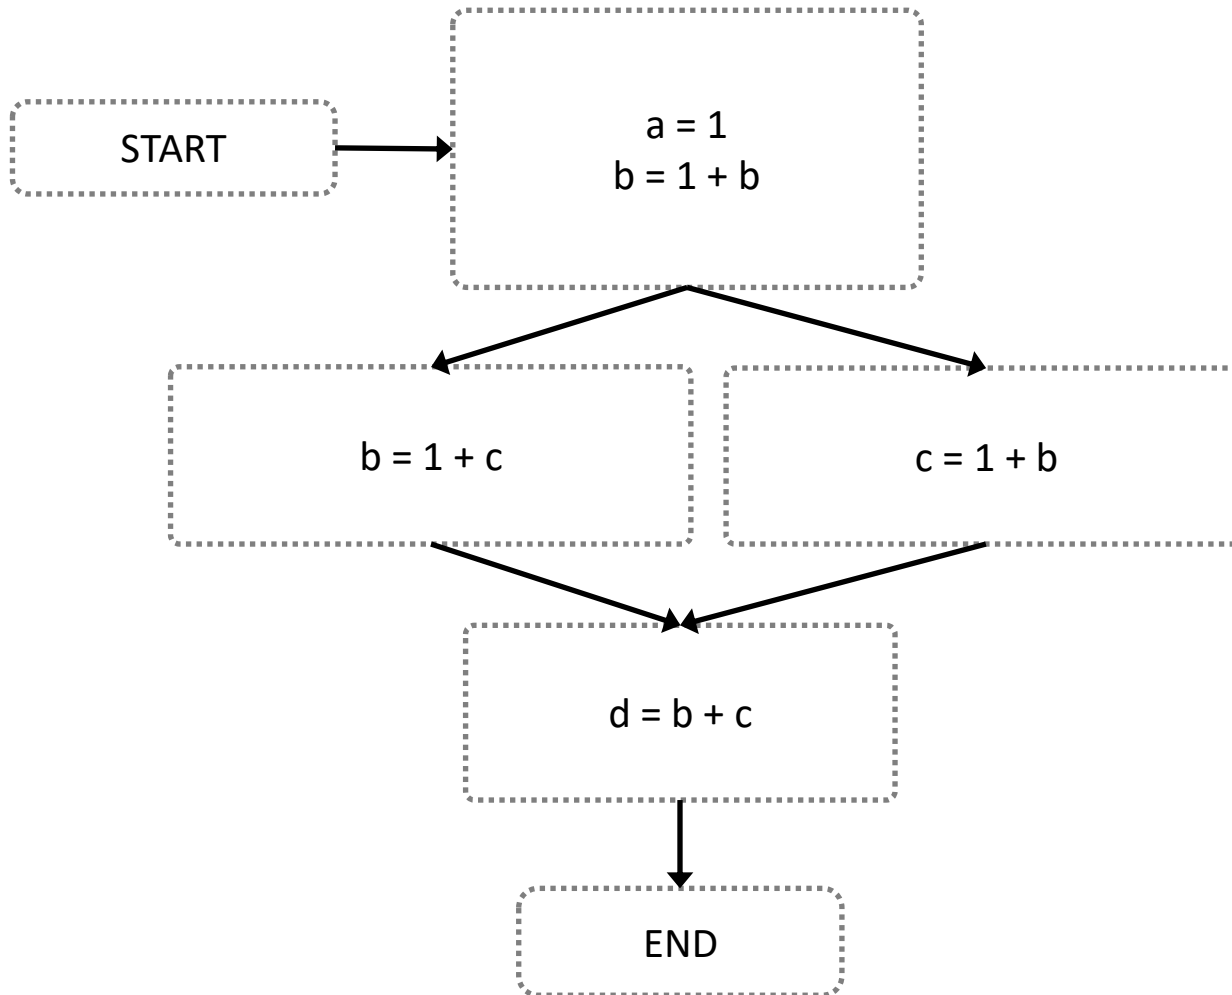 START
a = 1
b = 1 + b
b = 1 + c
c = 1 + b
d = b + c
END